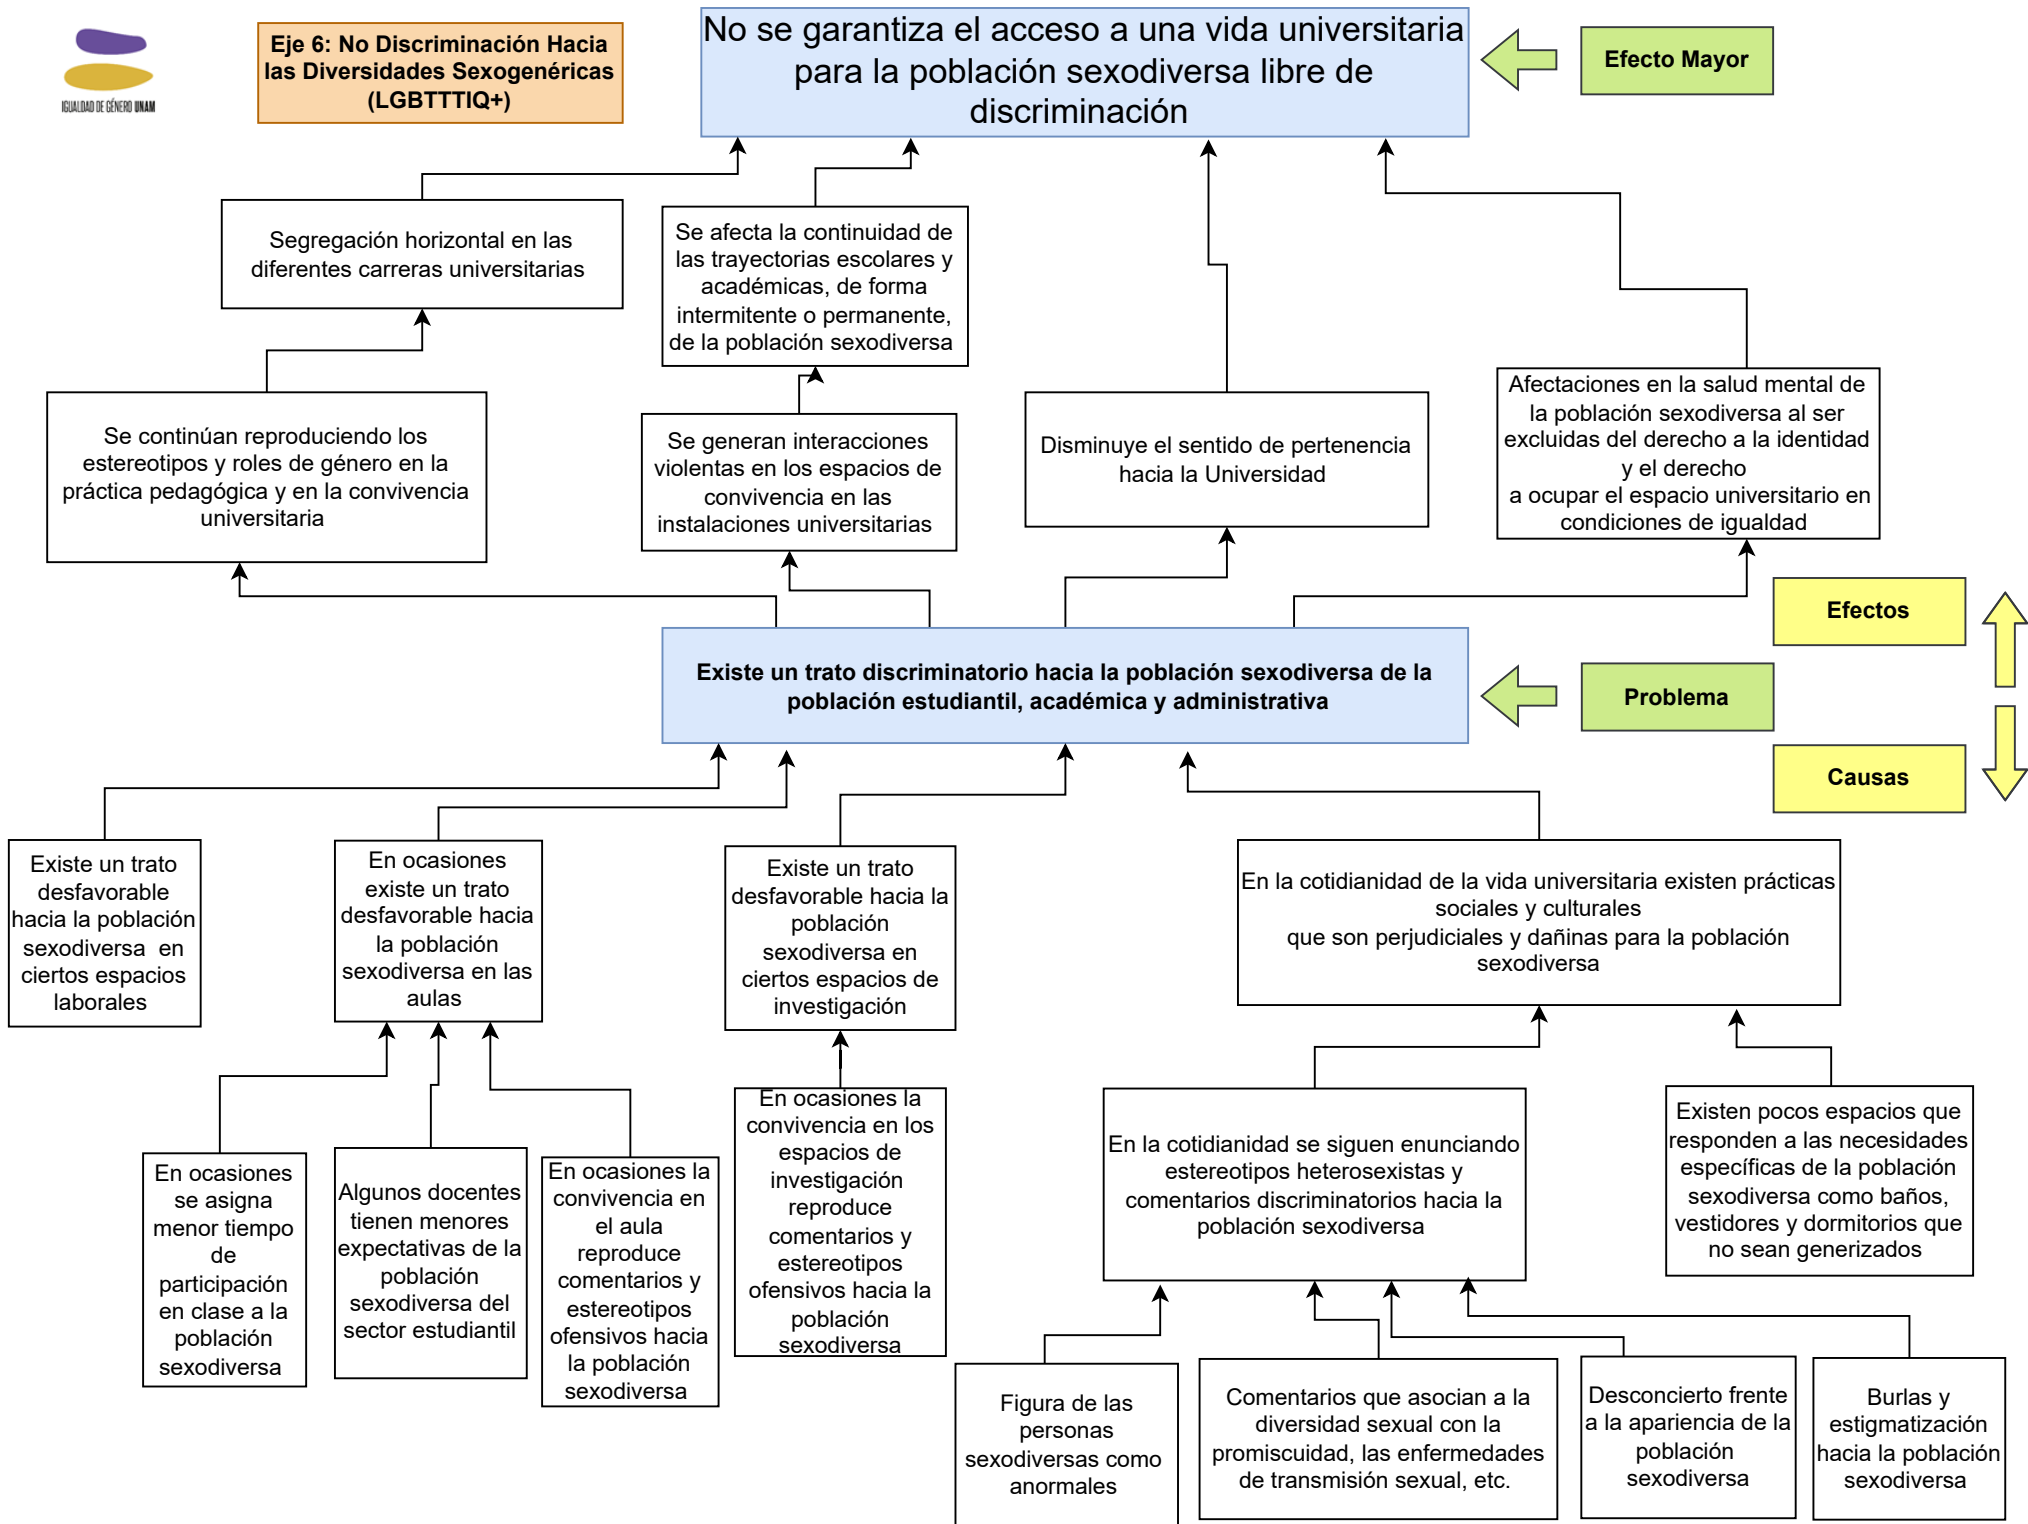 IGUALDAD DE GÉNERO UNAM
Eje 6: No Discriminación Hacia
las Diversidades Sexogenéricas
(LGBTTTIQ+)
No se garantiza el acceso a una vida universitaria
para la población sexodiversa libre de
discriminación
Efecto Mayor
Segregación horizontal en las
diferentes carreras universitarias
Se afecta la continuidad de
las trayectorias escolares y
académicas, de forma
intermitente o permanente,
de la población sexodiversa
Se continúan reproduciendo los
estereotipos y roles de género en la
práctica pedagógica y en la convivencia
universitaria
Se generan interacciones
violentas en los espacios de
convivencia en las
instalaciones universitarias
Disminuye el sentido de pertenencia
hacia la Universidad
Afectaciones en la salud mental de
la población sexodiversa al ser
excluidas del derecho a la identidad
y el derecho
a ocupar el espacio universitario en
condiciones de igualdad
Efectos
Existe un trato discriminatorio hacia la población sexodiversa de la
población estudiantil, académica y administrativa
Problema
Causas
Existe un trato
desfavorable
hacia la población
sexodiversa en
ciertos espacios
laborales
En ocasiones
existe un trato
desfavorable hacia
la población
sexodiversa en las
aulas
Existe un trato
desfavorable hacia la
población
sexodiversa en
ciertos espacios de
investigación
En la cotidianidad de la vida universitaria existen prácticas
sociales y culturales
que son perjudiciales y dañinas para la población
sexodiversa
En ocasiones
se asigna
menor tiempo
de
participación
en clase a la
población
sexodiversa
Algunos docentes
tienen menores
expectativas de la
población
sexodiversa del
sector estudiantil
En ocasiones la
convivencia en
el aula
reproduce
comentarios y
estereotipos
ofensivos hacia
la población
sexodiversa
En ocasiones la
convivencia en los
espacios de
investigación
reproduce
comentarios y
estereotipos
ofensivos hacia la
población
sexodiversa
En la cotidianidad se siguen enunciando
estereotipos heterosexistas y
comentarios discriminatorios hacia la
población sexodiversa
Existen pocos espacios que
responden a las necesidades
específicas de la población
sexodiversa como baños,
vestidores y dormitorios que
no sean generizados
Figura de las
personas
sexodiversas como
anormales
Comentarios que asocian a la
diversidad sexual con la
promiscuidad, las enfermedades
de transmisión sexual, etc.
Desconcierto frente
a la apariencia de la
población
sexodiversa
Burlas y
estigmatización
hacia la población
sexodiversa